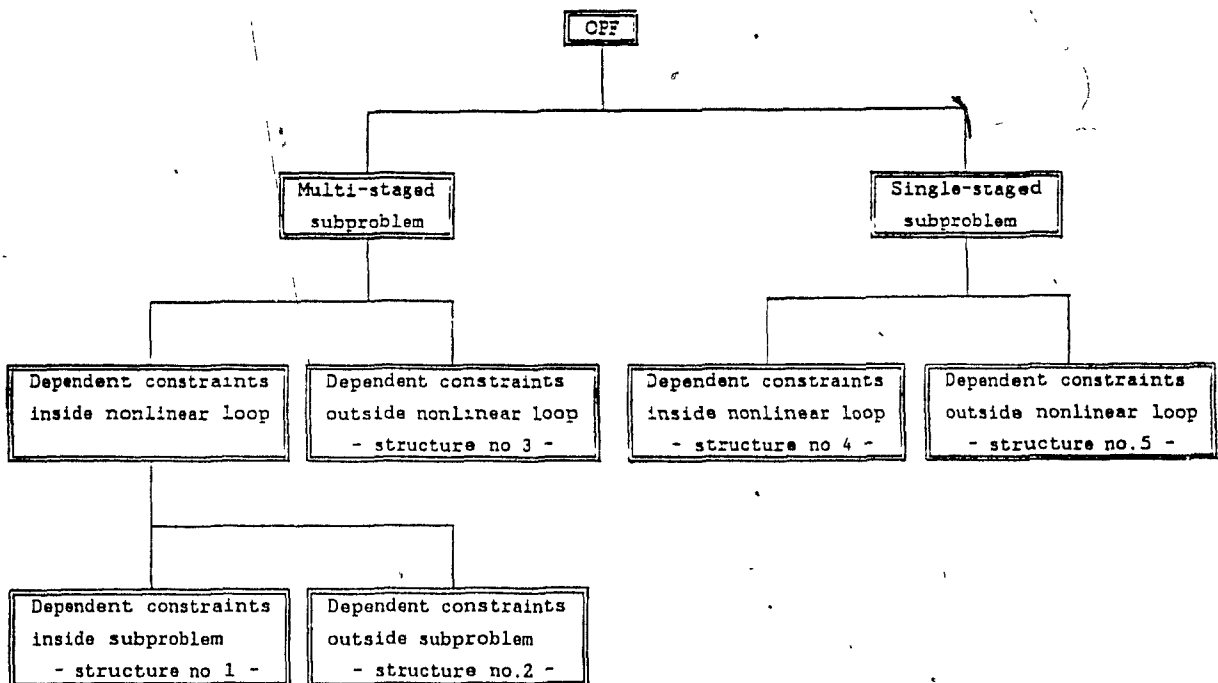 OPF
Multi-staged
subproblem
Single-staged
subproblem
Dependent constraints
inside nonlinear loop
Dependent constraints
outside nonlinear loop
- structure no 3 -
Dependent constraints
inside nonlinear loop
- structure no 4 -
Dependent constraints
outside nonlinear loop
- structure no.5 -
Dependent constraints
inside subproblem
- structure no 1 -
Dependent constraints
outside subproblem
- structure no.2 -